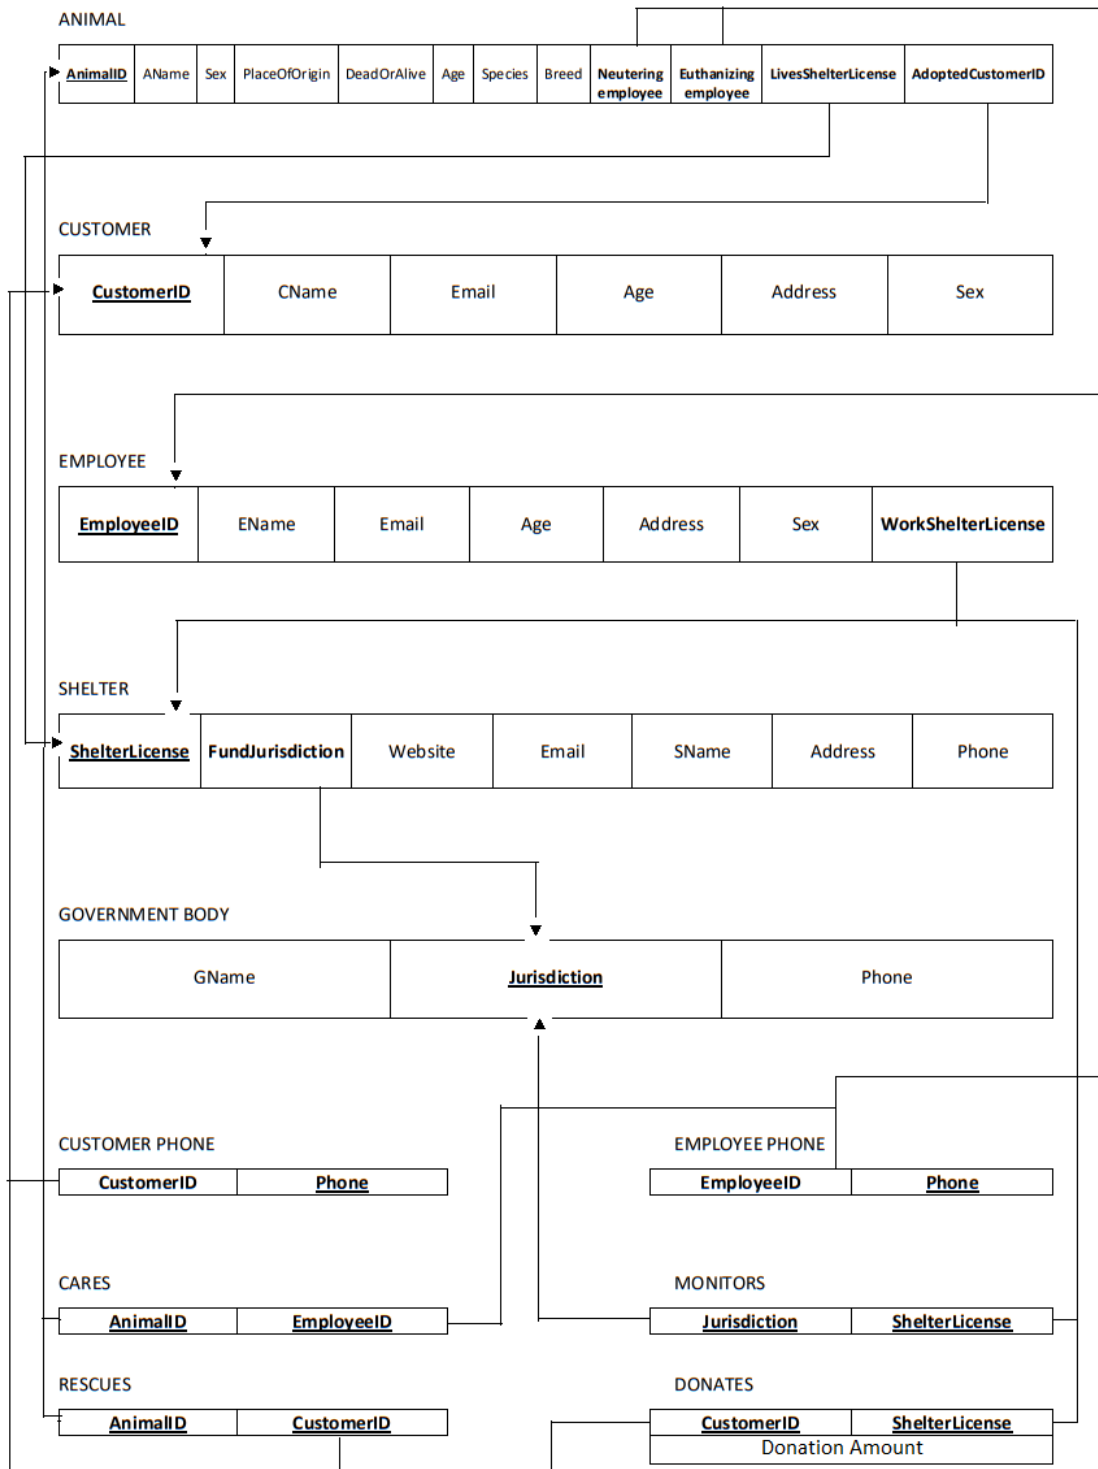 ANIMAL
AnimalID AName Sex PlaceOfOrigin DeadOrAlive Age Species Breed Neutering employee Euthanizing employee LivesShelterLicense AdoptedCustomerID
CUSTOMER
CustomerID CName Email Age Address Sex
EMPLOYEE
EmployeeID EName Email Age Address Sex WorkShelterLicense
SHELTER
ShelterLicense FundJurisdiction Website Email SName Address Phone
GOVERNMENT BODY
GName Jurisdiction Phone
CUSTOMER PHONE EMPLOYEE PHONE
CustomerID Phone EmployeeID Phone
CARES MONITORS
AnimalID EmployeeID Jurisdiction ShelterLicense
RESCUES DONATES
AnimalID CustomerID CustomerID ShelterLicense
Donation Amount